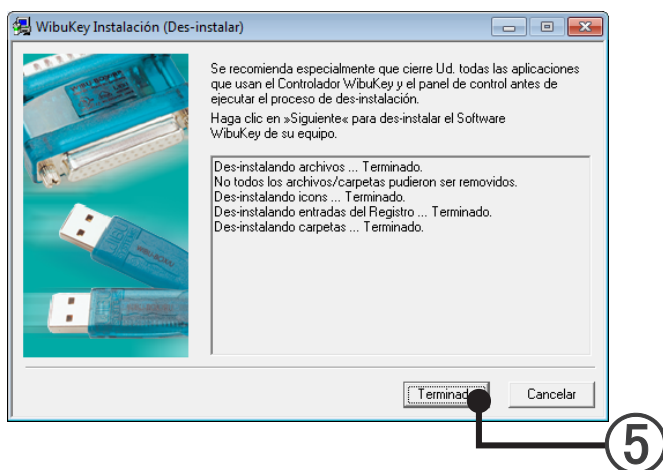 WibuKey Instalación (Des-instalar)
Se recomienda especialmente que cierre Ud. todas las aplicaciones
que usan el Controlador WibuKey y el panel de control antes de
ejecutar el proceso de des-instalación.
Haga clic en »Siguiente« para des-instalar el Software
WibuKey de su equipo.
Des-instalando archivos ... Terminado.
No todos los archivos/carpetas pudieron ser removidos.
Des-instalando icons ... Terminado.
Des-instalando entradas del Registro ... Terminado.
Des-instalando carpetas ... Terminado.
Cancelar
5